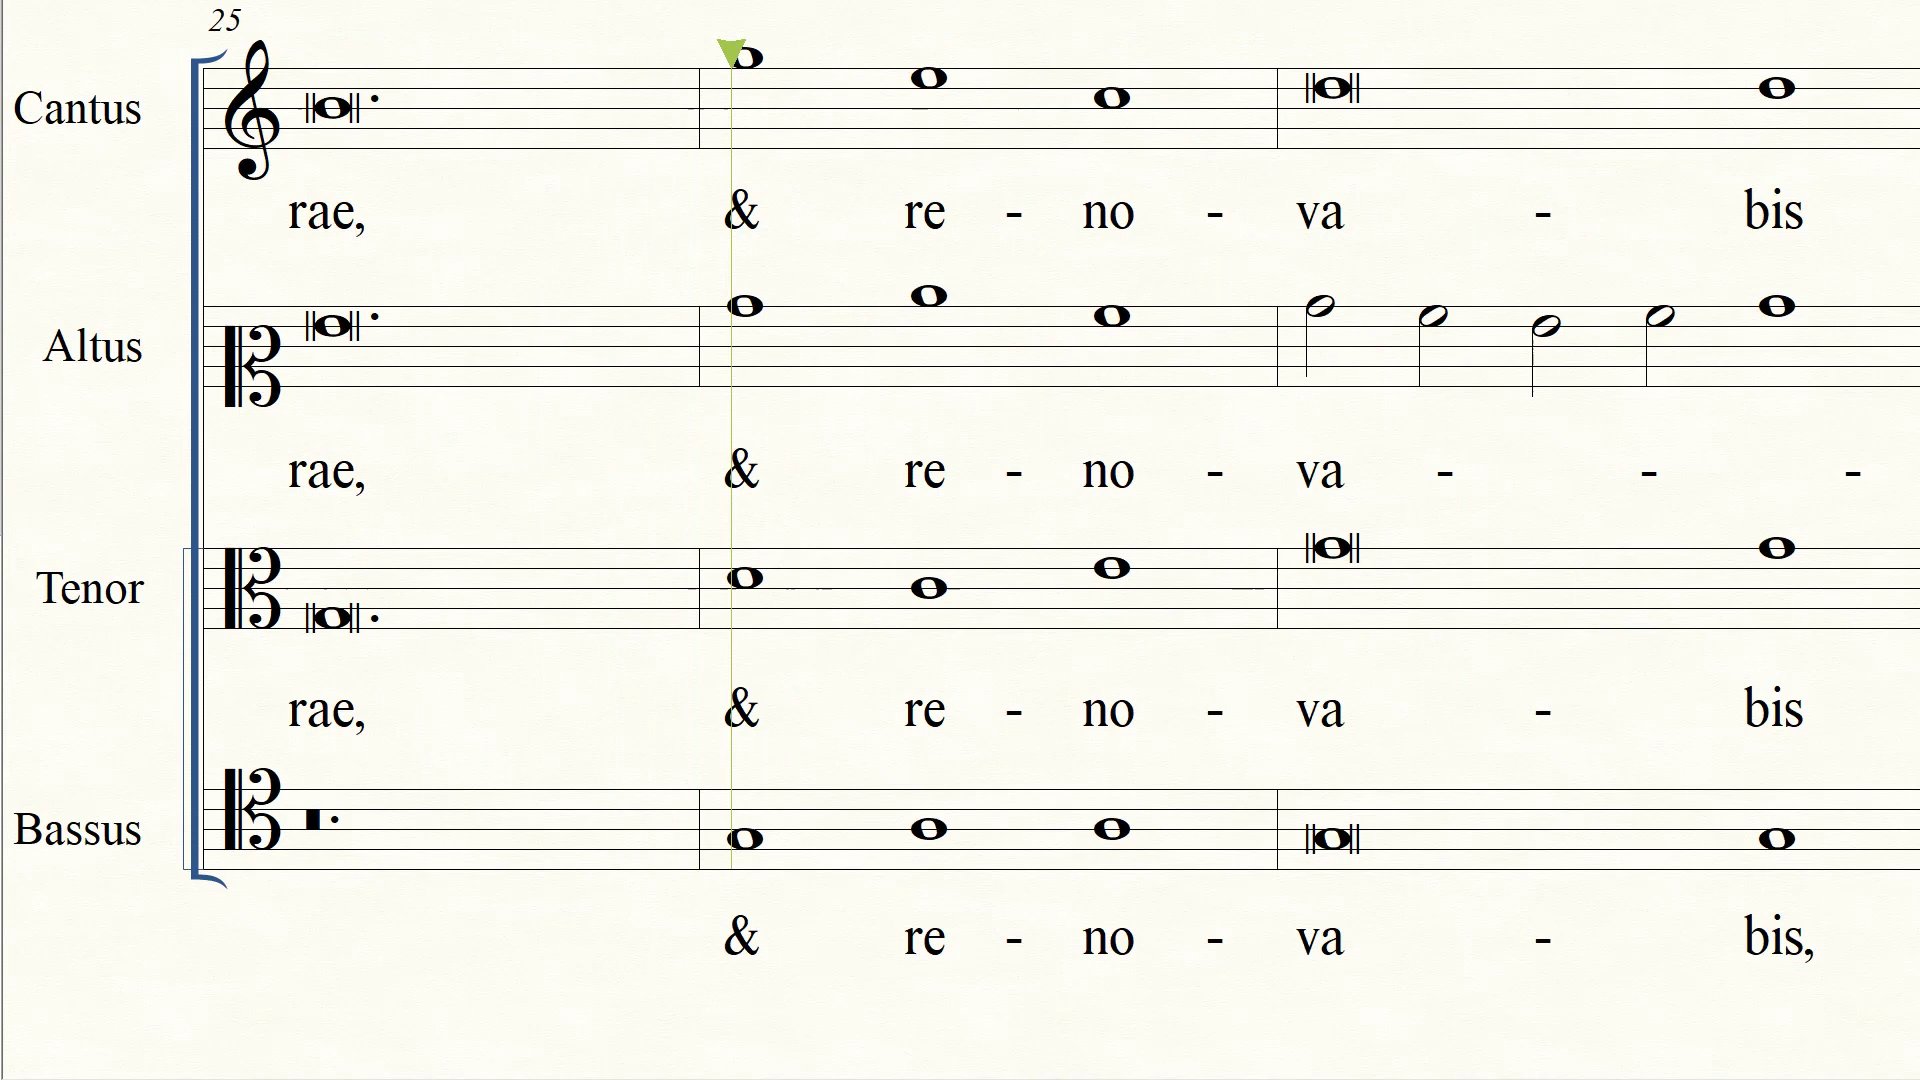 25
Cantus
rae, & re - no - va - bis
Altus
rae, & re - no - va - - -
Tenor
rae, & re - no - va - bis
Bassus
& re - no - va - bis,